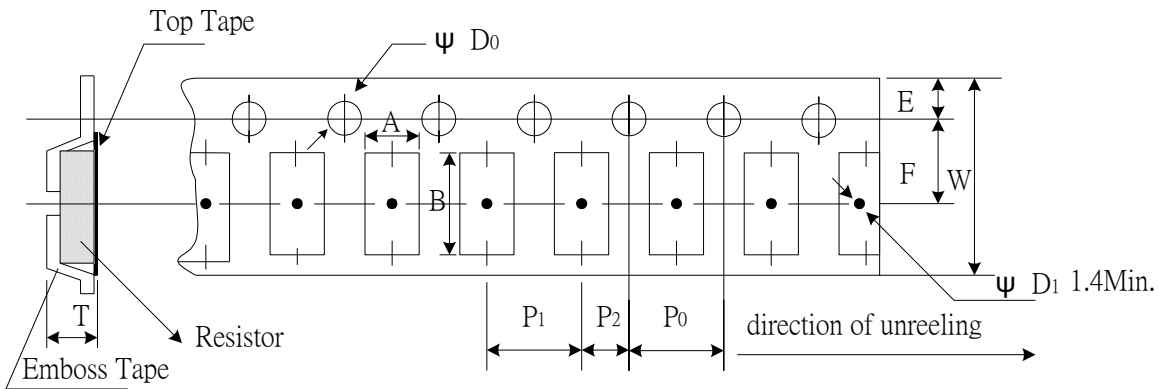 Top Tape
ψ D0
E
A
F
W
B
ψ D1 1.4Min.
T
P1
P2
P0
Resistor
direction of unreeling
Emboss Tape